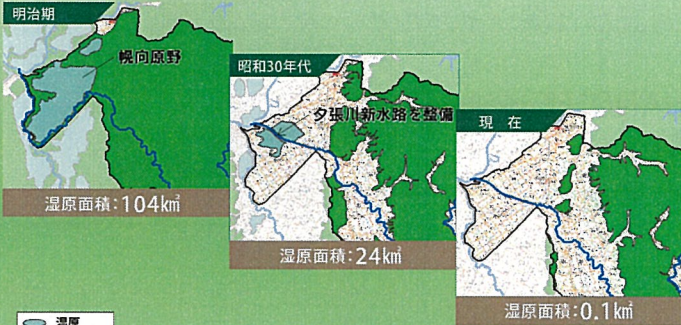 明治期
幌向原野
湿原面積：104k㎡
昭和30年代
夕張川新水路を整備
湿原面積：24k㎡
現 在
湿原面積：0.1k㎡
湿原